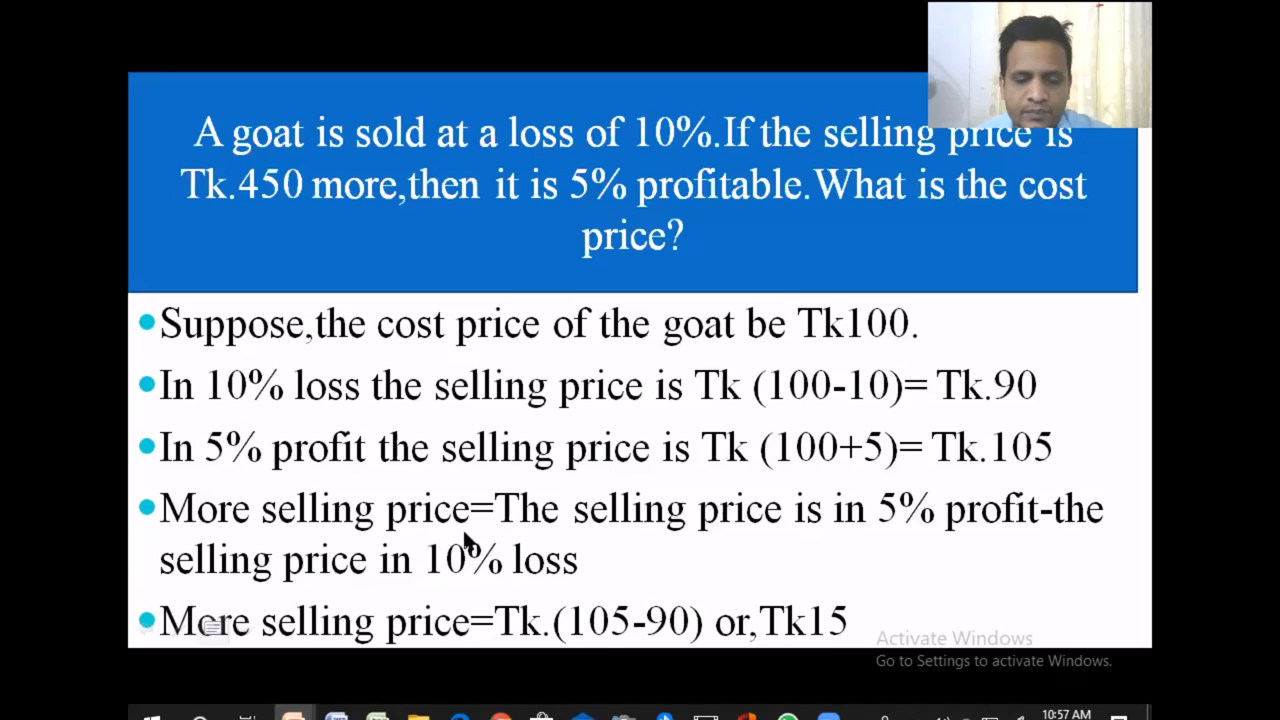 A goat is sold at a loss of 10%.If the selling price is
Tk.450 more,then it is 5% profitable.What is the cost
price?
Suppose,the cost price of the goat be Tk100.
In 10% loss the selling price is Tk (100-10)= Tk.90
In 5% profit the selling price is Tk (100+5)= Tk.105
More selling price=The selling price is in 5% profit-the
selling price in 10% loss
More selling price=Tk.(105-90) or,Tk15
Activate Windows
Go to Settings to activate Windows.
10:57 AM